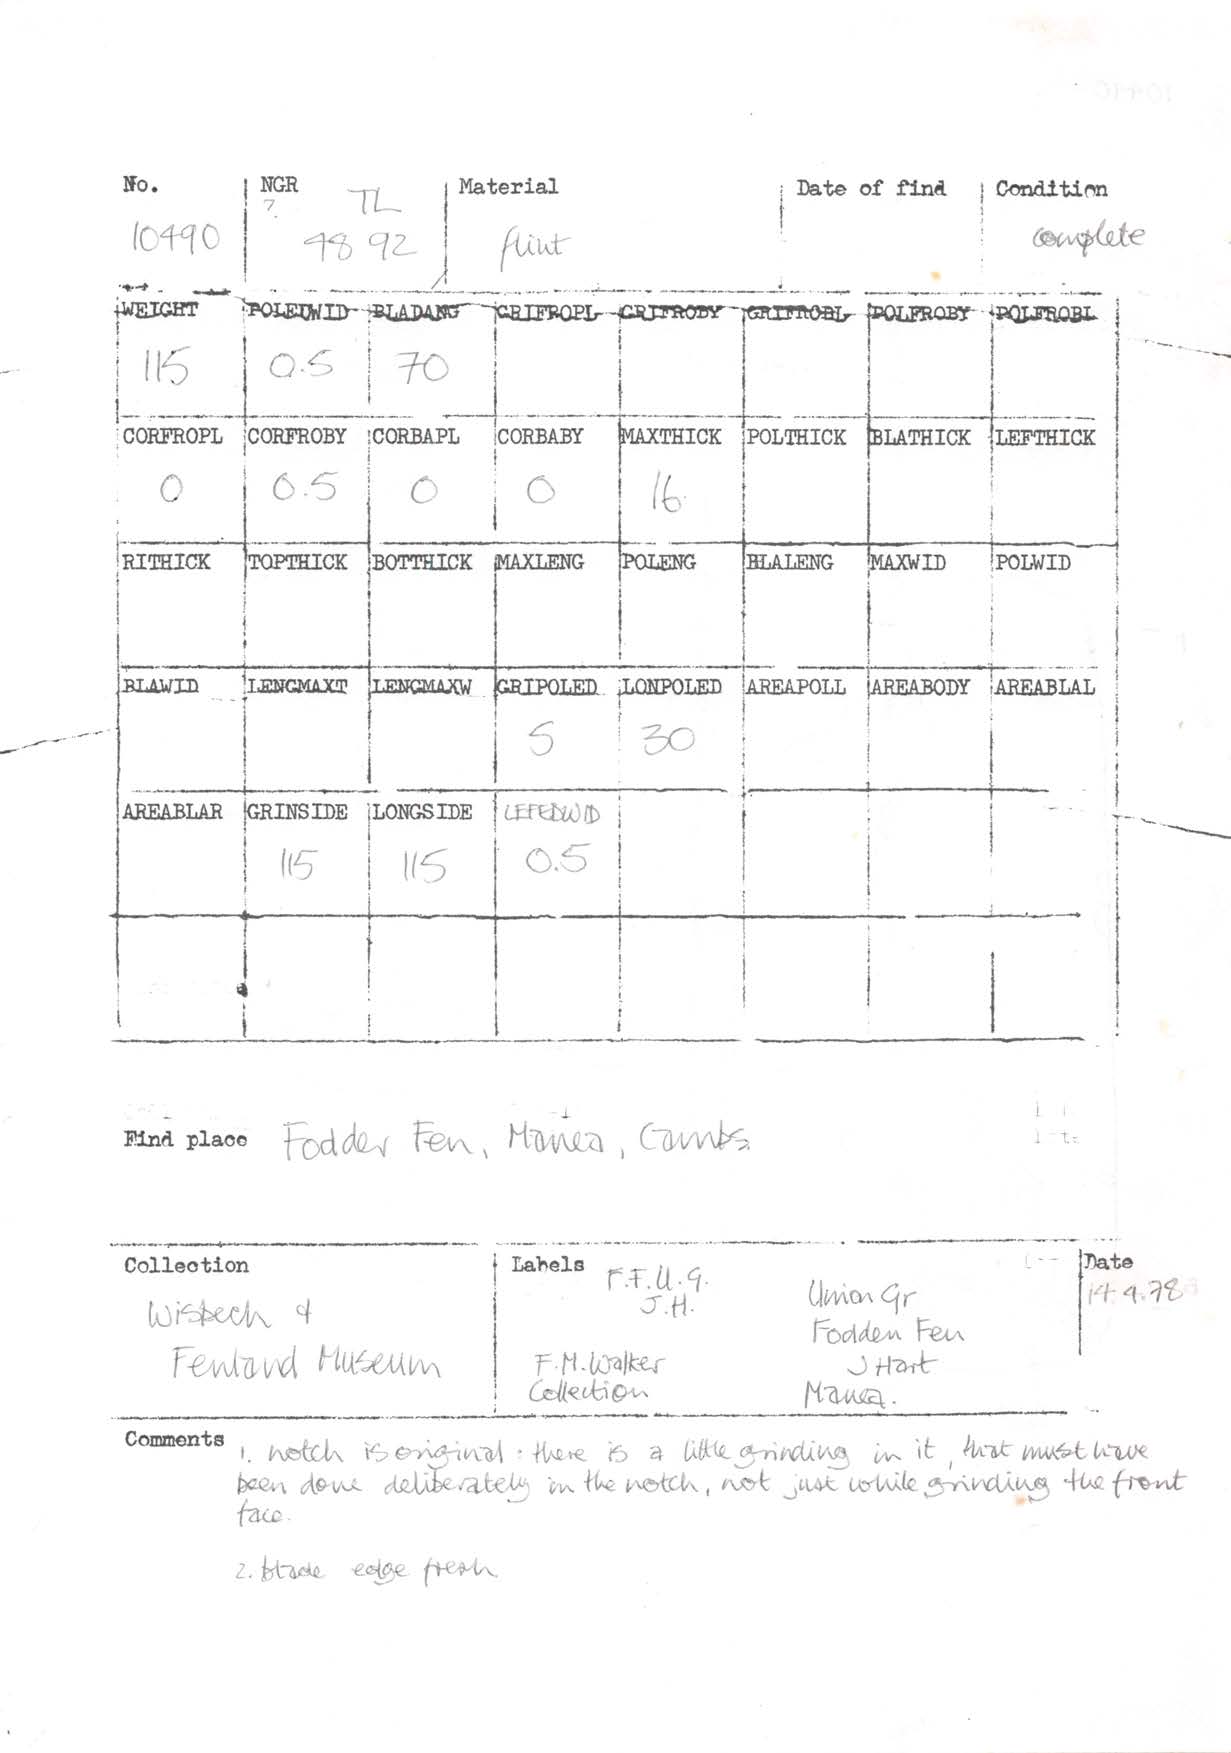 No. NGR Material Date of find Condition
? TL
10490 48 92 flint complete
WEIGHT POLEDWID BLADANG GRIFROPL GRIFROBY GRIFROBL POLFROBY POLFROBL
115 0.5 70
CORFROPL CORFROBY CORBAPL CORBABY MAXTHICK POLTHICK BLATHICK LEFTHICK
0 0.5 0 0 16
RITHICK TOPTHICK BOTTHICK MAXLENG POLENG BLALENG MAXWID POLWID
BLAWID LENGMAXT LENGMAXW GRIPOLED LONPOLED AREAPOLL AREABODY AREABLAL
5 30
AREABLAR GRINSIDE LONGSIDE LEFEDWID
115 115 0.5
Find place Fodder Fen, Manea, Cambs.
Collection
Wisbech &
Fenland Museum
Labels
F.F.U.G.
J.H.
F.M. Walker
Collection
Union Gr
Fodden Fen
J Hart
Manea.
Date
14.4.78
Comments 1. notch is original: there is a little grinding in it, that must have
been done deliberately in the notch, not just while grinding the front
face.
2. blade edge fresh.